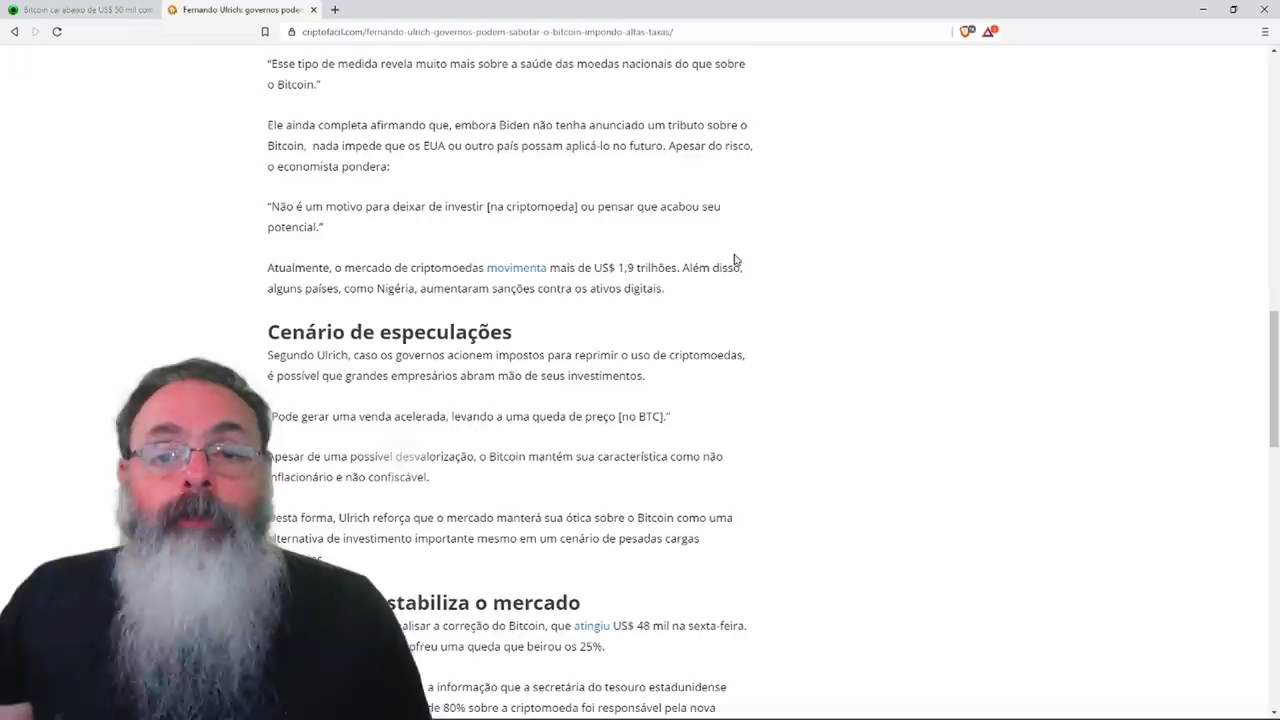 Bitcoin cai abaixo de US$ 50 mil com
Fernando Ulrich: governos podem
criptofacil.com/fernando-ulrich-governos-podem-sabotar-o-bitcoin-impondo-altas-taxas/
“Esse tipo de medida revela muito mais sobre a saúde das moedas nacionais do que sobre
o Bitcoin.”
Ele ainda completa afirmando que, embora Biden não tenha anunciado um tributo sobre o
Bitcoin, nada impede que os EUA ou outro país possam aplicá-lo no futuro. Apesar do risco,
o economista pondera:
“Não é um motivo para deixar de investir [na criptomoeda] ou pensar que acabou seu
potencial.”
Atualmente, o mercado de criptomoedas movimenta mais de US$ 1,9 trilhões. Além disso,
alguns países, como Nigéria, aumentaram sanções contra os ativos digitais.
Cenário de especulações
Segundo Ulrich, caso os governos acionem impostos para reprimir o uso de criptomoedas,
é possível que grandes empresários abram mão de seus investimentos.
Pode gerar uma venda acelerada, levando a uma queda de preço [no BTC].”
Apesar de uma possível desvalorização, o Bitcoin mantém sua característica como não
nflacionário e não confiscável.
esta forma, Ulrich reforça que o mercado manterá sua ótica sobre o Bitcoin como uma
lternativa de investimento importante mesmo em um cenário de pesadas cargas
stabiliza o mercado
alisar a correção do Bitcoin, que atingiu US$ 48 mil na sexta-feira.
ofreu uma queda que beirou os 25%.
a informação que a secretária do tesouro estadunidense
de 80% sobre a criptomoeda foi responsável pela nova